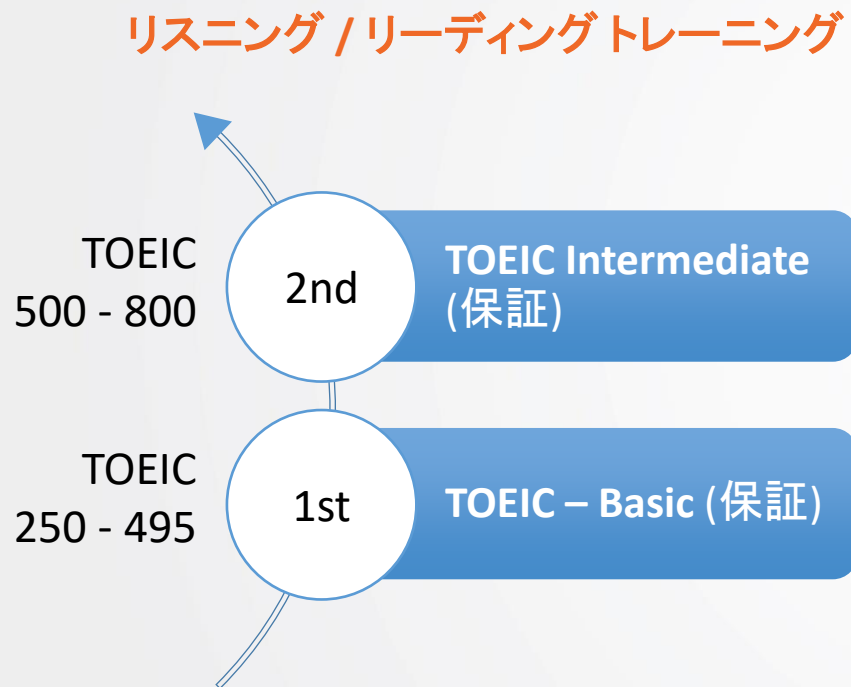 リスニング / リーディング トレーニング
TOEIC
500 - 800
2nd
TOEIC Intermediate
(保証)
TOEIC
250 - 495
1st
TOEIC – Basic (保証)